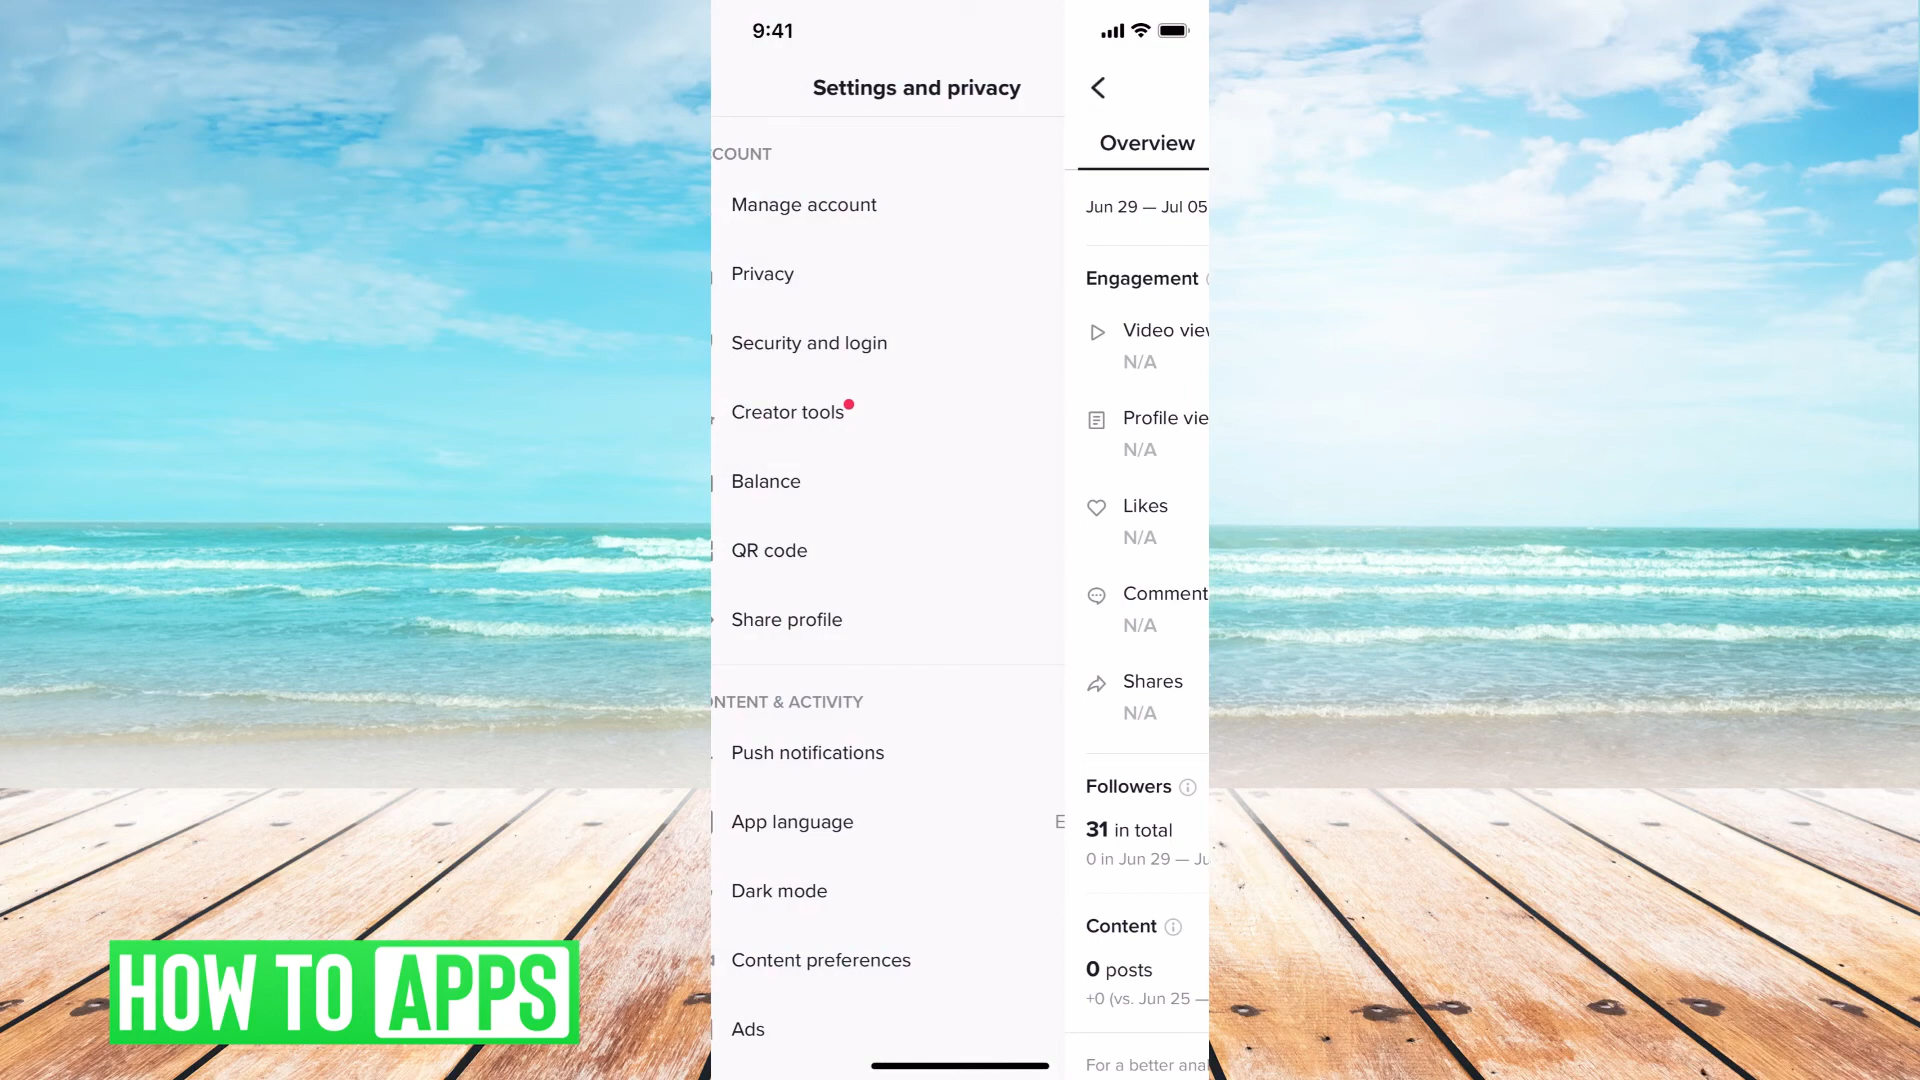 9:41
Settings and privacy
COUNT
Manage account
Privacy
Security and login
Creator tools
Balance
QR code
Share profile
NTENT & ACTIVITY
Push notifications
App language
E
Dark mode
Content preferences
Ads
Overview
Jun 29 — Jul 05
Engagement
Video vie
N/A
Profile vie
N/A
Likes
N/A
Comment
N/A
Shares
N/A
Followers
31 in total
0 in Jun 29 — Ju
Content
0 posts
+0 (vs. Jun 25 —
For a better ana
HOW TO APPS